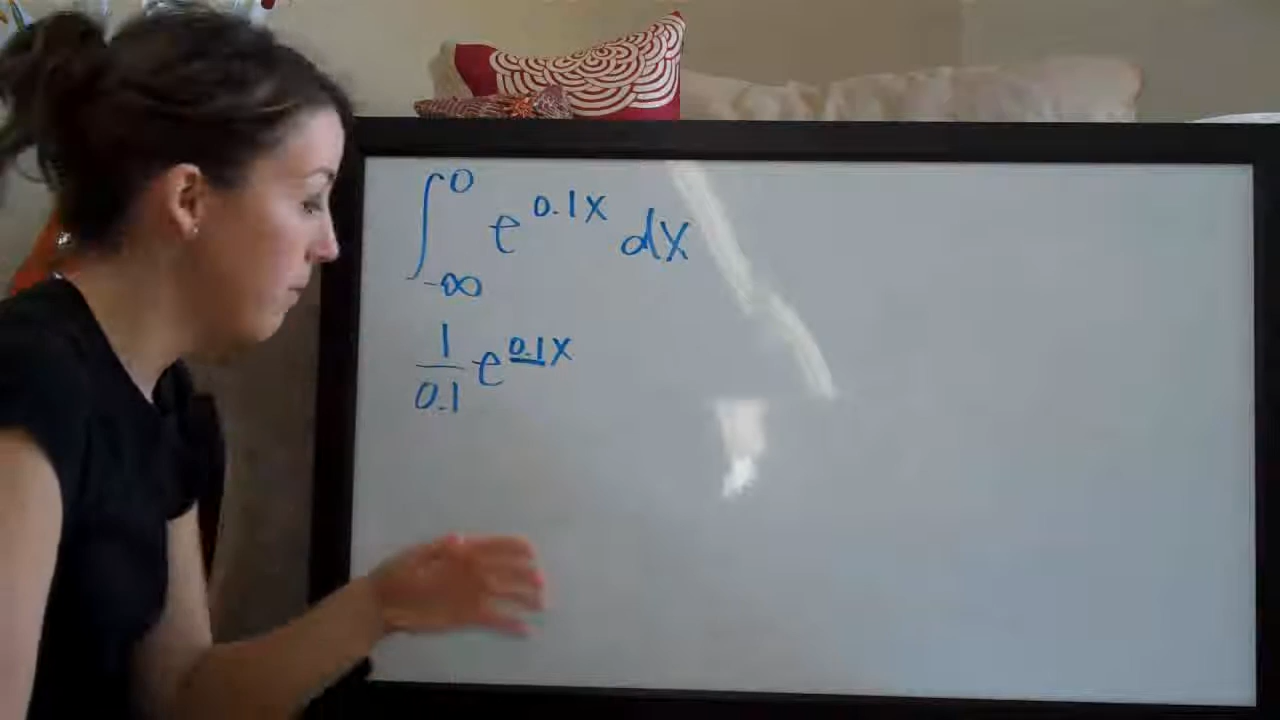 ∫_{-∞}^{0} e^{0.1x} dx
1/0.1 e^{0.1x}